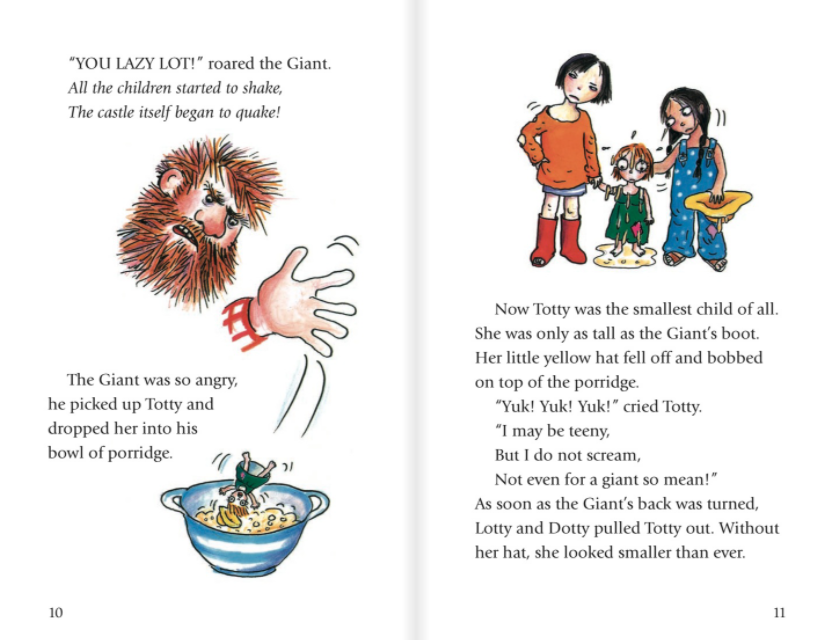 “YOU LAZY LOT!” roared the Giant.
All the children started to shake,
The castle itself began to quake!
The Giant was so angry,
he picked up Totty and
dropped her into his
bowl of porridge.
10
Now Totty was the smallest child of all.
She was only as tall as the Giant’s boot.
Her little yellow hat fell off and bobbed
on top of the porridge.
“Yuk! Yuk! Yuk!” cried Totty.
“I may be teeny,
But I do not scream,
Not even for a giant so mean!”
As soon as the Giant’s back was turned,
Lotty and Dotty pulled Totty out. Without
her hat, she looked smaller than ever.
11